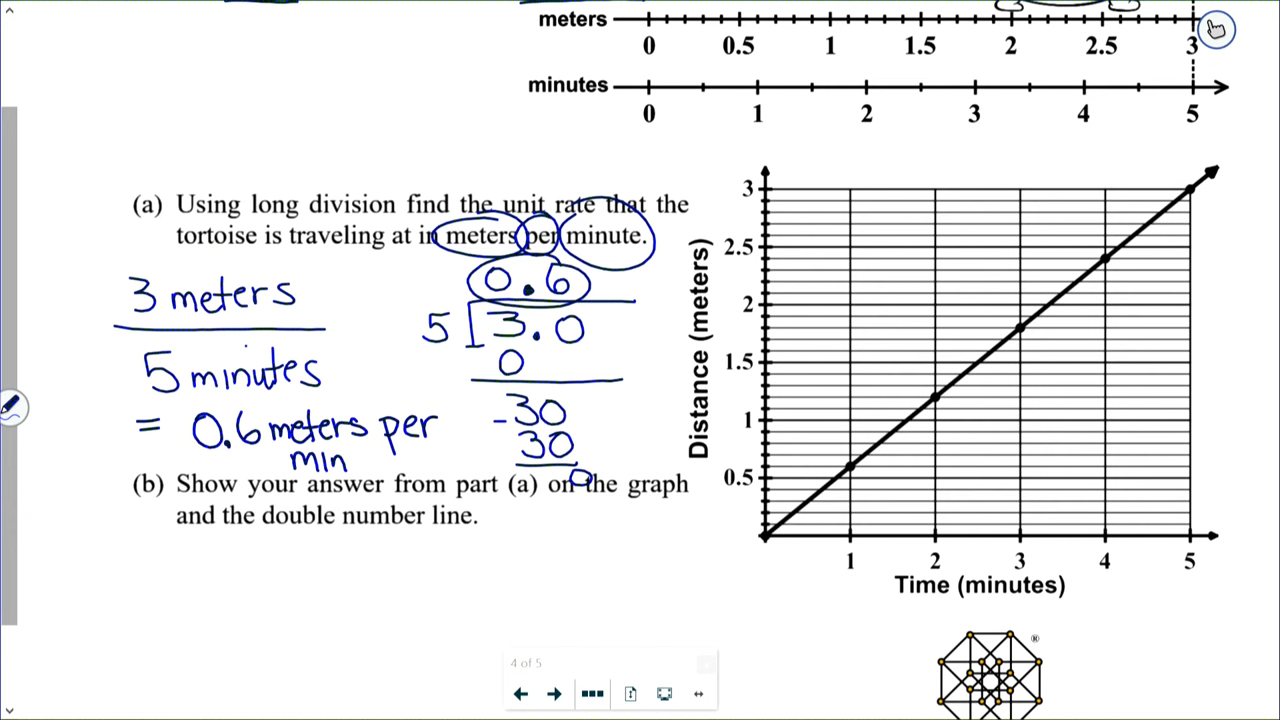 meters
0 0.5 1 1.5 2 2.5 3
minutes
0 1 2 3 4 5
(a) Using long division find the unit rate that the
tortoise is traveling at in meters per minute.
3 meters
5 minutes
= 0.6 meters per
min
0.6
5 3.0
0
-30
30
0
(b) Show your answer from part (a) on the graph
and the double number line.
3
2.5
2
1.5
1
0.5
Distance (meters)
1 2 3 4 5
Time (minutes)
®
4 of 5